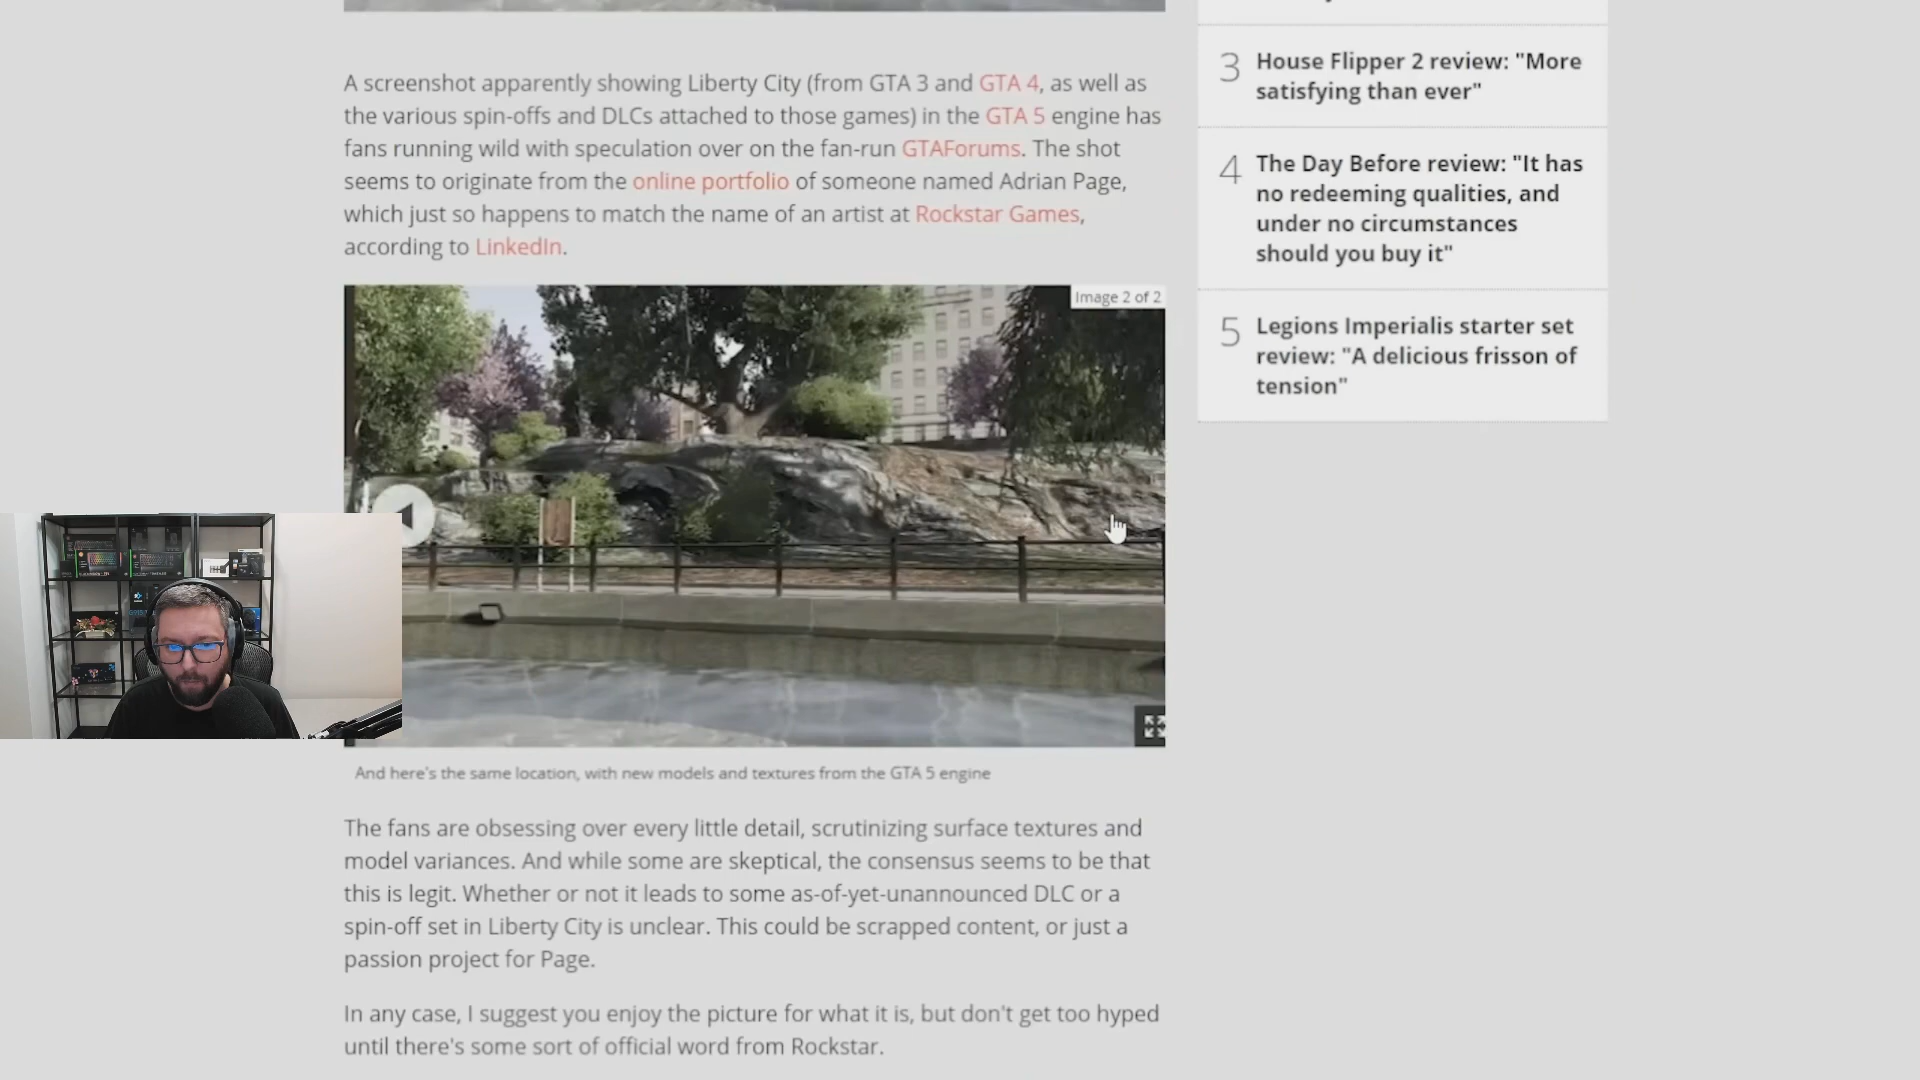 A screenshot apparently showing Liberty City (from GTA 3 and GTA 4, as well as
the various spin-offs and DLCs attached to those games) in the GTA 5 engine has
fans running wild with speculation over on the fan-run GTAForums. The shot
seems to originate from the online portfolio of someone named Adrian Page,
which just so happens to match the name of an artist at Rockstar Games,
according to LinkedIn.
Image 2 of 2
And here's the same location, with new models and textures from the GTA 5 engine
The fans are obsessing over every little detail, scrutinizing surface textures and
model variances. And while some are skeptical, the consensus seems to be that
this is legit. Whether or not it leads to some as-of-yet-unannounced DLC or a
spin-off set in Liberty City is unclear. This could be scrapped content, or just a
passion project for Page.
In any case, I suggest you enjoy the picture for what it is, but don't get too hyped
until there's some sort of official word from Rockstar.
3
House Flipper 2 review: "More
satisfying than ever"
4
The Day Before review: "It has
no redeeming qualities, and
under no circumstances
should you buy it"
5
Legions Imperialis starter set
review: "A delicious frisson of
tension"